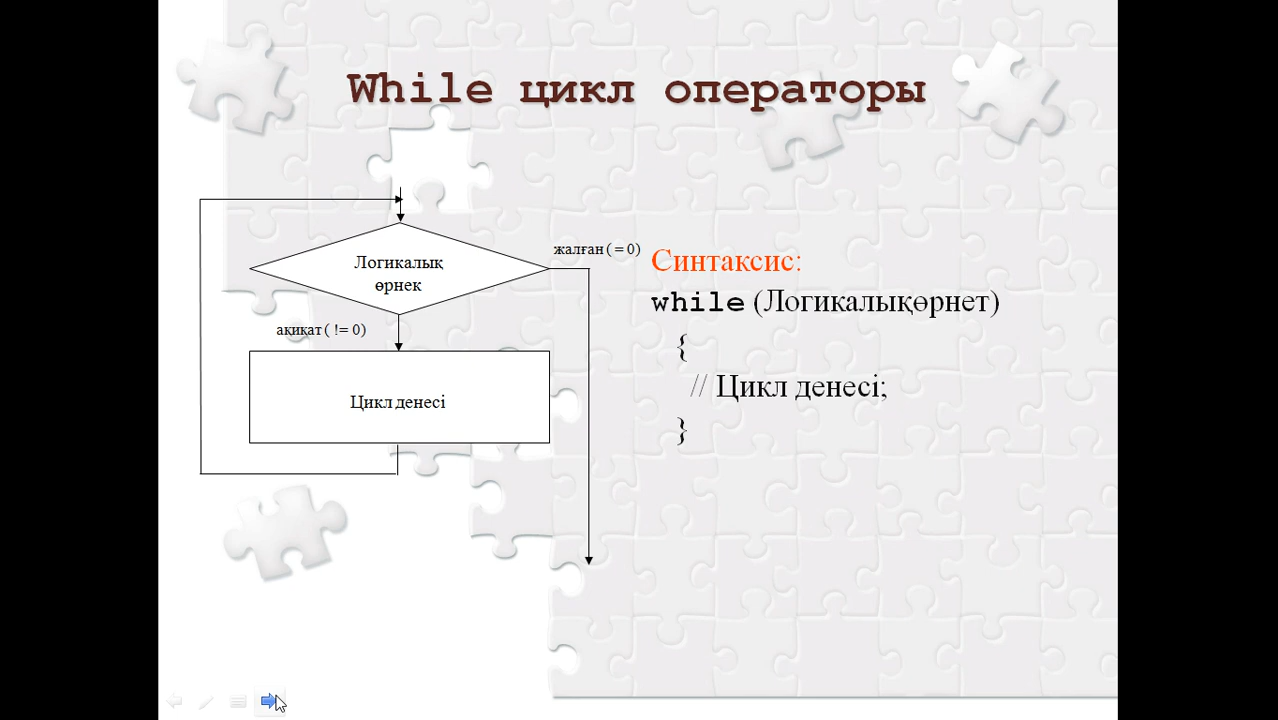 While цикл операторы
Логикалық
өрнек
жалған ( = 0)
ақиқат ( != 0)
Цикл денесі
Синтаксис:
while (Логикалықөрнет)
{
// Цикл денесі;
}